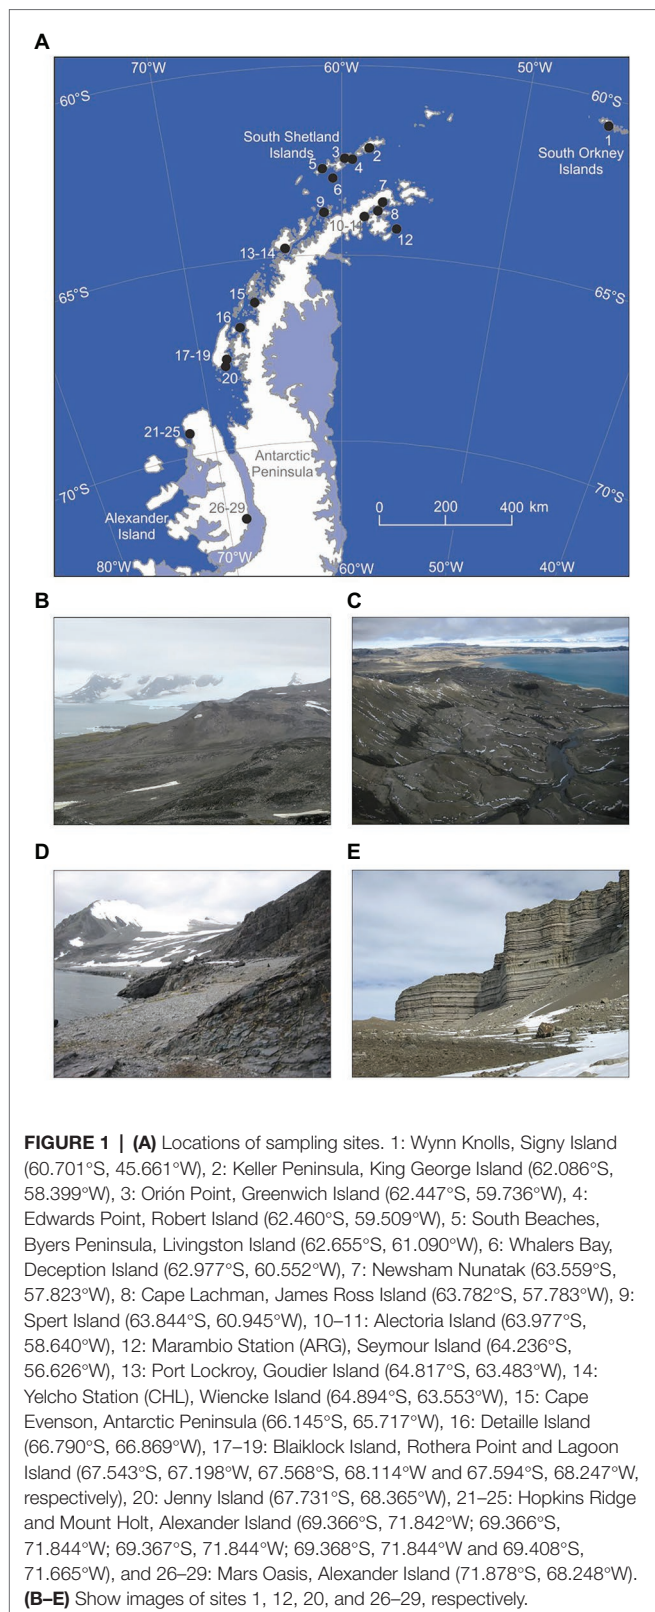 A
70°W
60°W
50°W
60°S
60°S
South Shetland
Islands
1
South Orkney
Islands
2
3
4
5
6
7
8
9
10-11
12
13-14
65°S
65°S
15
16
17-19
20
21-25
Antarctic
Peninsula
70°S
70°S
26-29
Alexander
Island
0 200 400 km
80°W
70°W
60°W
50°W
40°W
B
C
D
E
FIGURE 1 | (A) Locations of sampling sites. 1: Wynn Knolls, Signy Island
(60.701°S, 45.661°W), 2: Keller Peninsula, King George Island (62.086°S,
58.399°W), 3: Orión Point, Greenwich Island (62.447°S, 59.736°W), 4:
Edwards Point, Robert Island (62.460°S, 59.509°W), 5: South Beaches,
Byers Peninsula, Livingston Island (62.655°S, 61.090°W), 6: Whalers Bay,
Deception Island (62.977°S, 60.552°W), 7: Newsham Nunatak (63.559°S,
57.823°W), 8: Cape Lachman, James Ross Island (63.782°S, 57.783°W), 9:
Spert Island (63.844°S, 60.945°W), 10–11: Alectoria Island (63.977°S,
58.640°W), 12: Marambio Station (ARG), Seymour Island (64.236°S,
56.626°W), 13: Port Lockroy, Goudier Island (64.817°S, 63.483°W), 14:
Yelcho Station (CHL), Wiencke Island (64.894°S, 63.553°W), 15: Cape
Evenson, Antarctic Peninsula (66.145°S, 65.717°W), 16: Detaille Island
(66.790°S, 66.869°W), 17–19: Blaiklock Island, Rothera Point and Lagoon
Island (67.543°S, 67.198°W, 67.568°S, 68.114°W and 67.594°S, 68.247°W,
respectively), 20: Jenny Island (67.731°S, 68.365°W), 21–25: Hopkins Ridge
and Mount Holt, Alexander Island (69.366°S, 71.842°W; 69.366°S,
71.844°W; 69.367°S, 71.844°W; 69.368°S, 71.844°W and 69.408°S,
71.665°W), and 26–29: Mars Oasis, Alexander Island (71.878°S, 68.248°W).
(B–E) Show images of sites 1, 12, 20, and 26–29, respectively.